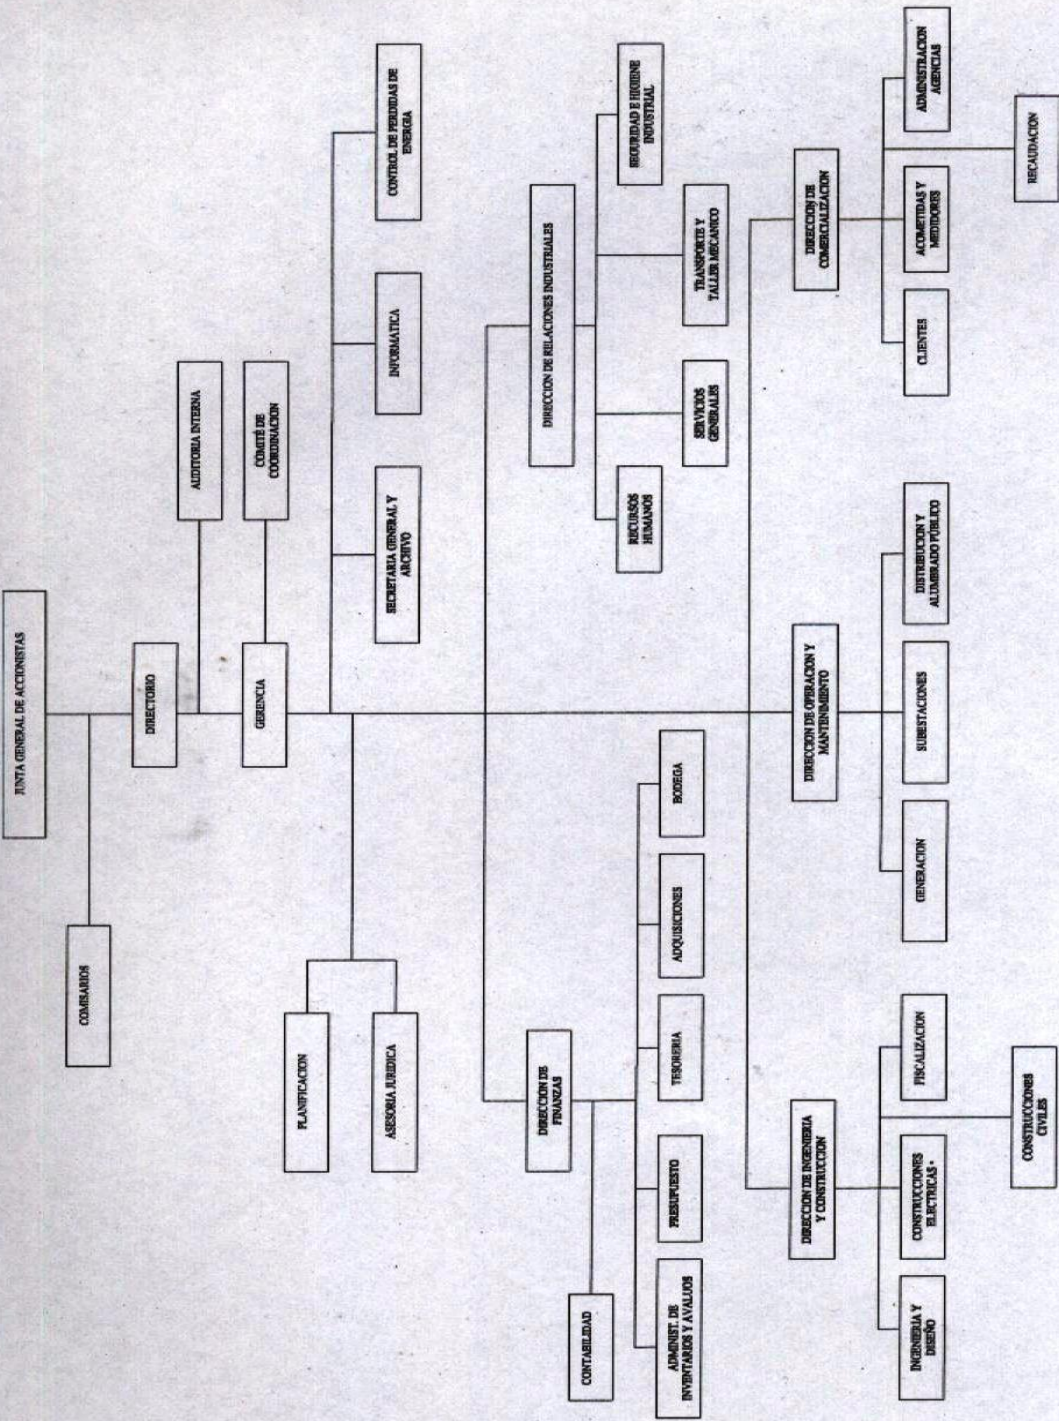 JUNTA GENERAL DE ACCIONISTAS
COMISARIOS
DIRECTORIO
AUDITORIA INTERNA
GERENCIA
COMITÉ DE
COORDINACION
PLANIFICACION
ASESORIA JURIDICA
SECRETARIA GENERAL Y
ARCHIVO
INFORMATICA
CONTROL DE PERDIDAS DE
ENERGIA
DIRECCION DE
FINANZAS
DIRECCION DE RELACIONES INDUSTRIALES
CONTABILIDAD
ADMINIST. DE
INVENTARIOS Y AVALUOS
PRESUPUESTO
TESORERIA
ADQUISICIONES
BODEGA
RECURSOS
HUMANOS
SERVICIOS
GENERALES
TRANSPORTE Y
TALLER MECANICO
SEGURIDAD E HIGIENE
INDUSTRIAL
DIRECCION DE INGENIERIA
Y CONSTRUCCION
DIRECCION DE OPERACION Y
MANTENIMIENTO
DIRECCION DE
COMERCIALIZACION
INGENIERIA Y
DISEÑO
CONSTRUCCIONES
ELECTRICAS *
FISCALIZACION
CONSTRUCCIONES
CIVILES
GENERACION
SUBESTACIONES
DISTRIBUCION Y
ALUMBRADO PÚBLICO
CLIENTES
ACOMETIDAS Y
MEDIDORES
ADMINISTRACION
AGENCIAS
RECAUDACION